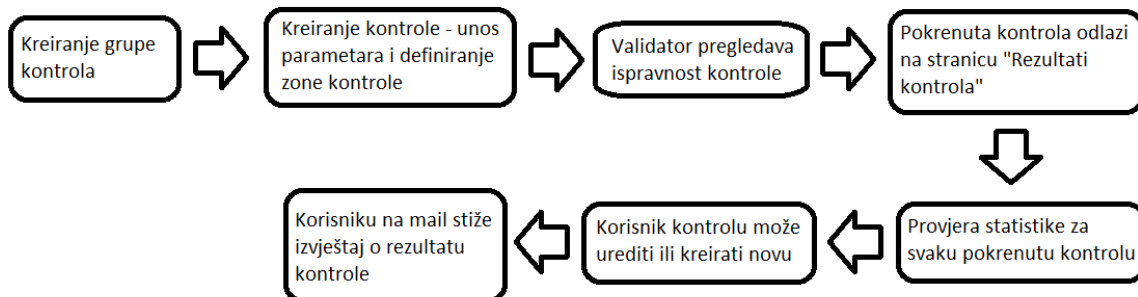 Kreiranje grupe
kontrola
Kreiranje kontrole - unos
parametara i definiranje
zone kontrole
Validator pregledava
ispravnost kontrole
Pokrenuta kontrola odlazi
na stranicu "Rezultati
kontrola"
Provjera statistike za
svaku pokrenutu kontrolu
Korisnik kontrolu može
urediti ili kreirati novu
Korisniku na mail stiže
izvještaj o rezultatu
kontrole